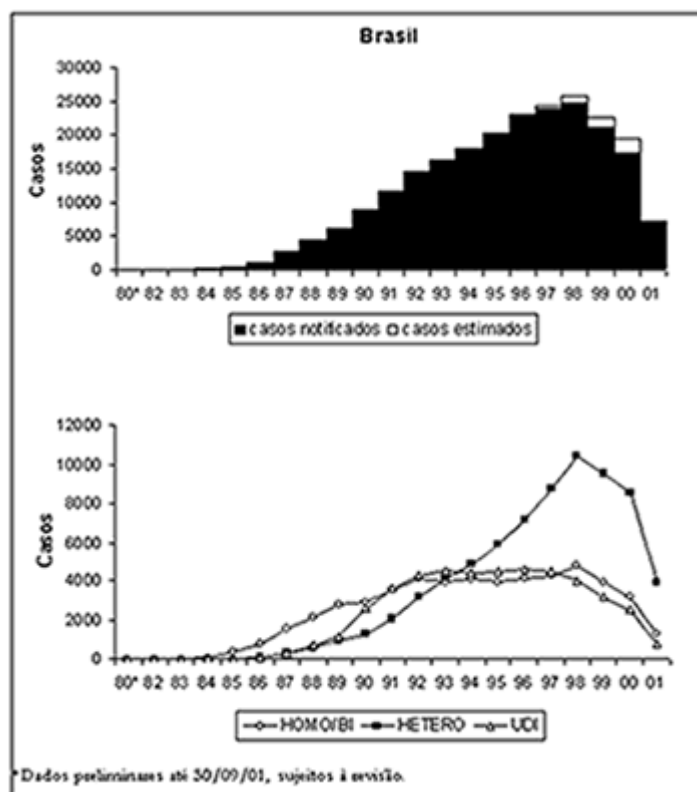 Brasil
30000
25000
20000
15000
10000
5000
0
Casos
80* 82 83 84 85 86 87 88 89 90 91 92 93 94 95 96 97 98 99 00 01
casos notificados casos estimados
12000
10000
8000
6000
4000
2000
0
Casos
80* 82 83 84 85 86 87 88 89 90 91 92 93 94 95 96 97 98 99 00 01
HOMO/BI HETERO UDI
* Dados preliminares até 30/09/01, sujeitos à revisão.